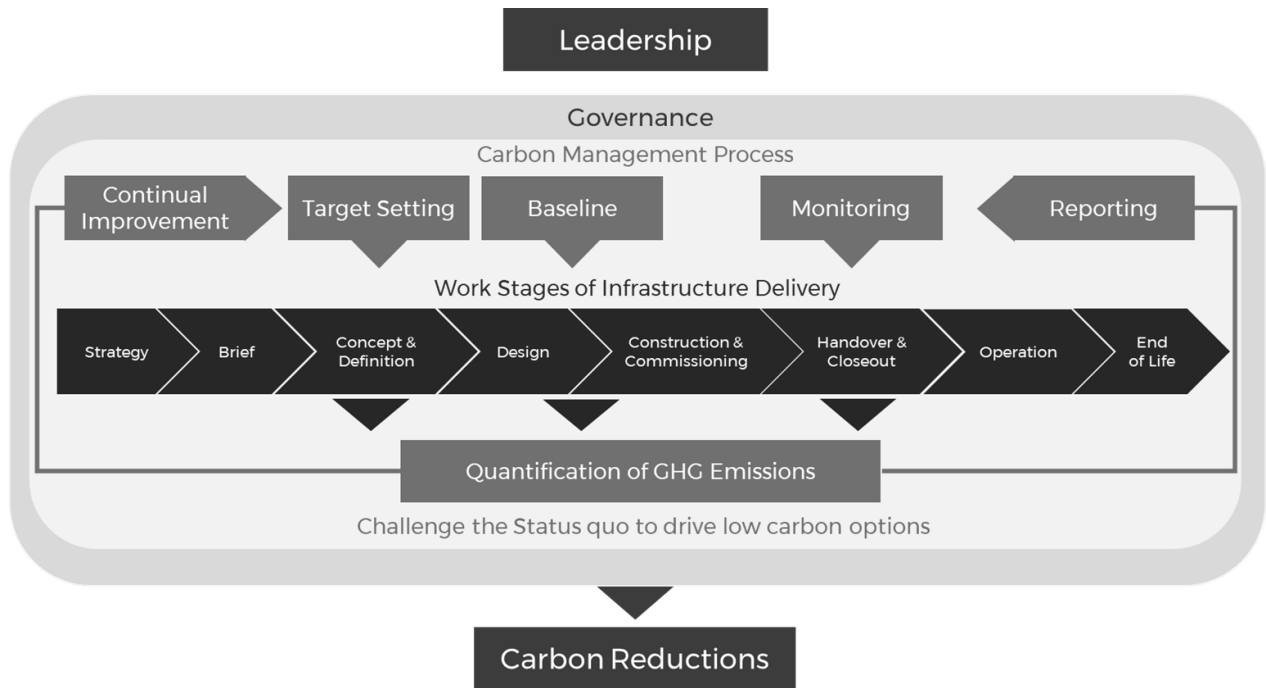 Leadership
Governance
Carbon Management Process
Continual
Improvement
Target Setting
Baseline
Monitoring
Reporting
Work Stages of Infrastructure Delivery
Strategy
Brief
Concept &
Definition
Design
Construction &
Commissioning
Handover &
Closeout
Operation
End
of Life
Quantification of GHG Emissions
Challenge the Status quo to drive low carbon options
Carbon Reductions